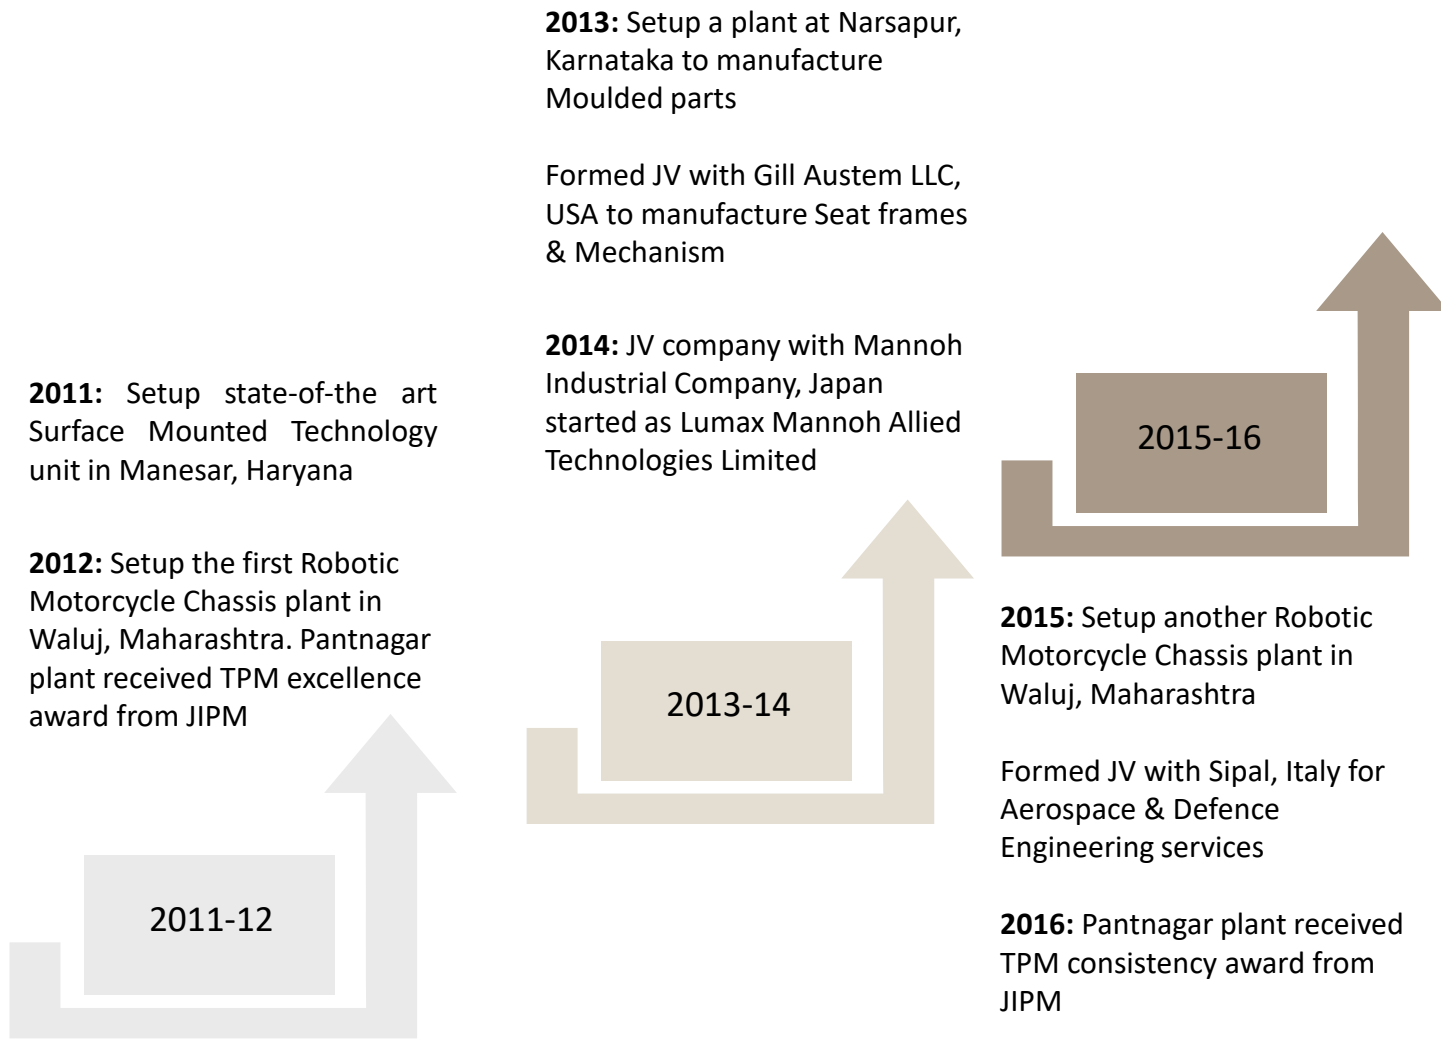 2011: Setup state-of-the art
Surface Mounted Technology
unit in Manesar, Haryana
2012: Setup the first Robotic
Motorcycle Chassis plant in
Waluj, Maharashtra. Pantnagar
plant received TPM excellence
award from JIPM
2011-12
2013: Setup a plant at Narsapur,
Karnataka to manufacture
Moulded parts
Formed JV with Gill Austem LLC,
USA to manufacture Seat frames
& Mechanism
2014: JV company with Mannoh
Industrial Company, Japan
started as Lumax Mannoh Allied
Technologies Limited
2013-14
2015-16
2015: Setup another Robotic
Motorcycle Chassis plant in
Waluj, Maharashtra
Formed JV with Sipal, Italy for
Aerospace & Defence
Engineering services
2016: Pantnagar plant received
TPM consistency award from
JIPM